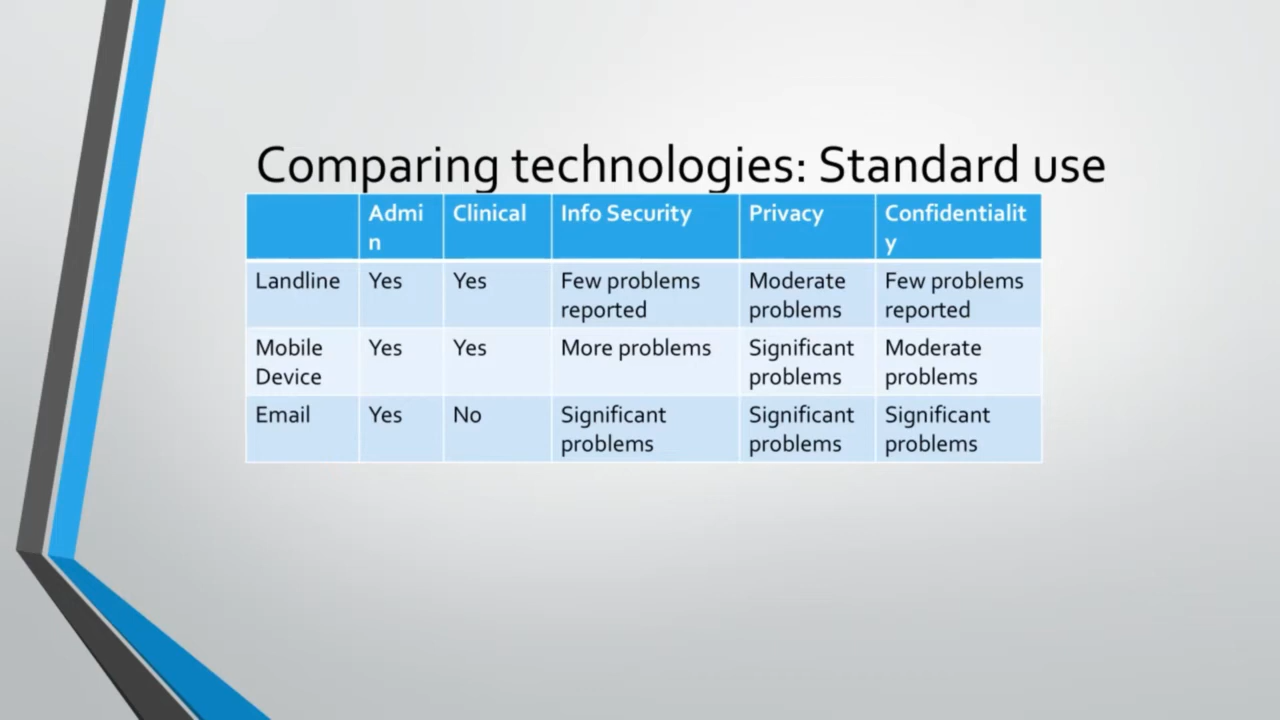 Comparing technologies: Standard use
Admi Clinical Info Security Privacy Confidentialit
n y
Landline Yes Yes Few problems Moderate Few problems
reported problems reported
Mobile Yes Yes More problems Significant Moderate
Device problems problems
Email Yes No Significant Significant Significant
problems problems problems